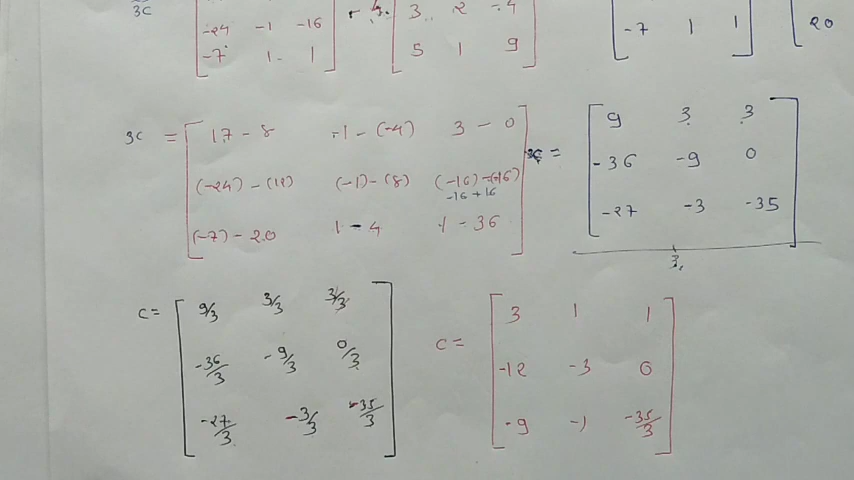 3C
-24 -1 -16
-7 1 1
3 2 -4
5 1 9
-7 1 1
20
3C = 17-8 -1-(-4) 3-0
(-24)-(12) (-1)-(8) (-16)-(-16)
-16+16
(-7)-20 1-4 1-36
3C = 9 3 3
-36 -9 0
-27 -3 -35
3
C = 9/3 3/3 3/3
-36/3 -9/3 0/3
-27/3 -3/3 -35/3
C = 3 1 1
-12 -3 0
-9 -1 -35/3